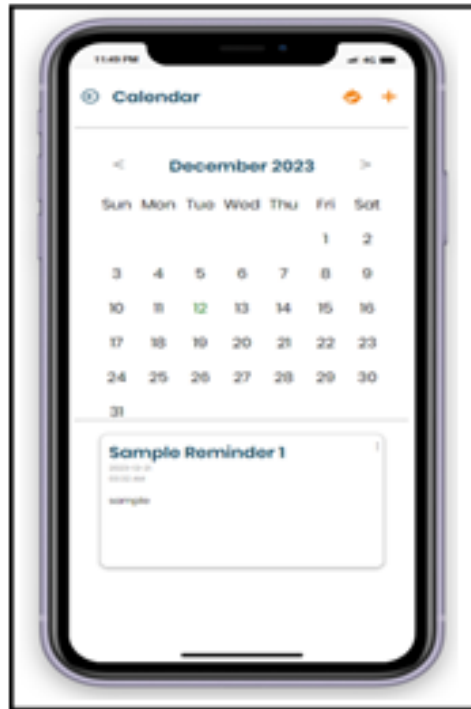 11:49 PM 4G
Calendar +
< December 2023 >
Sun Mon Tue Wed Thu Fri Sat
1 2
3 4 5 6 7 8 9
10 11 12 13 14 15 16
17 18 19 20 21 22 23
24 25 26 27 28 29 30
31
Sample Reminder 1
sample